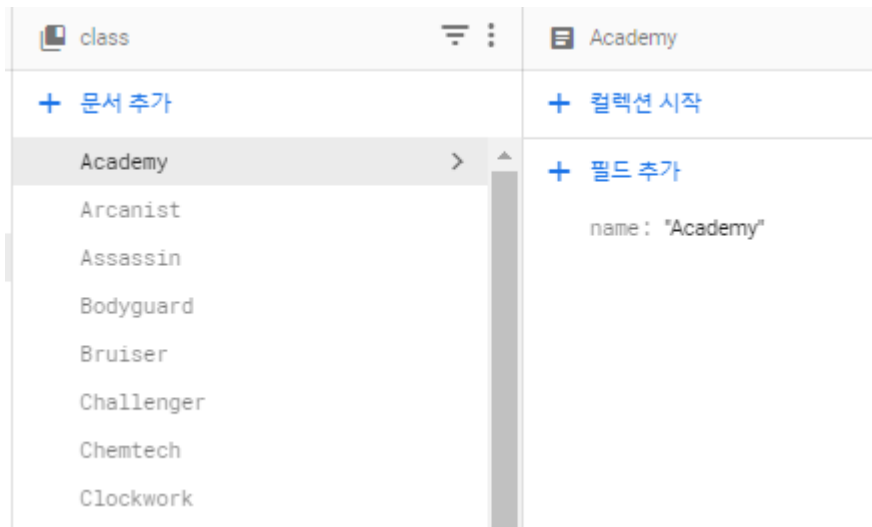 class
Academy
문서 추가
컬렉션 시작
Academy
필드 추가
Arcanist
name: "Academy"
Assassin
Bodyguard
Bruiser
Challenger
Chemtech
Clockwork